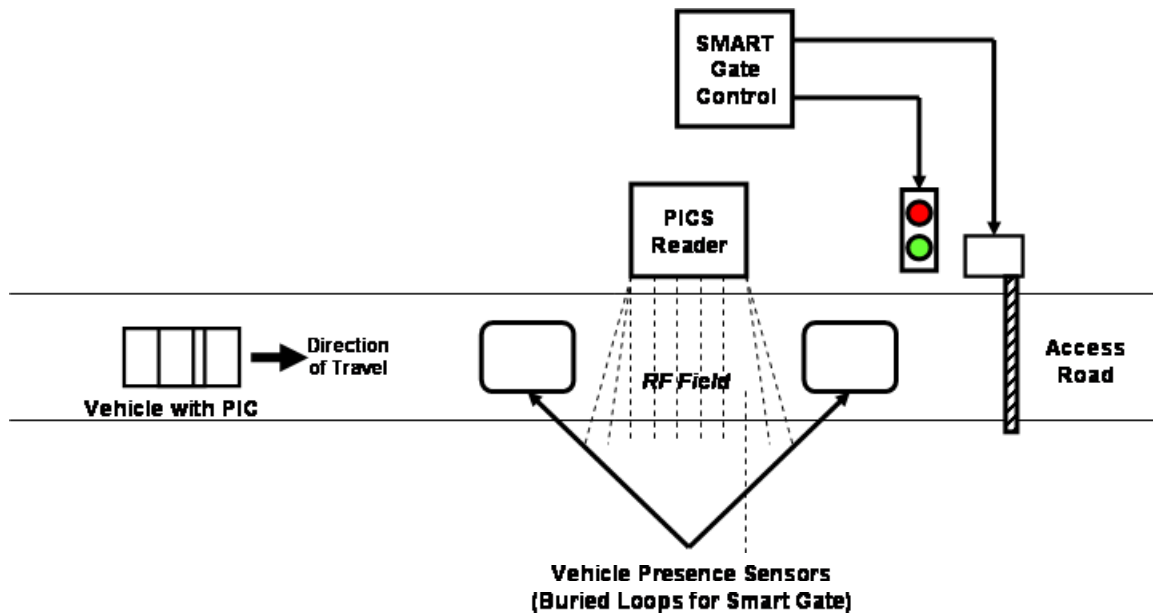 SMART
Gate
Control
PICS
Reader
Direction
of Travel
RF Field
Access
Road
Vehicle with PIC
Vehicle Presence Sensors
(Buried Loops for Smart Gate)